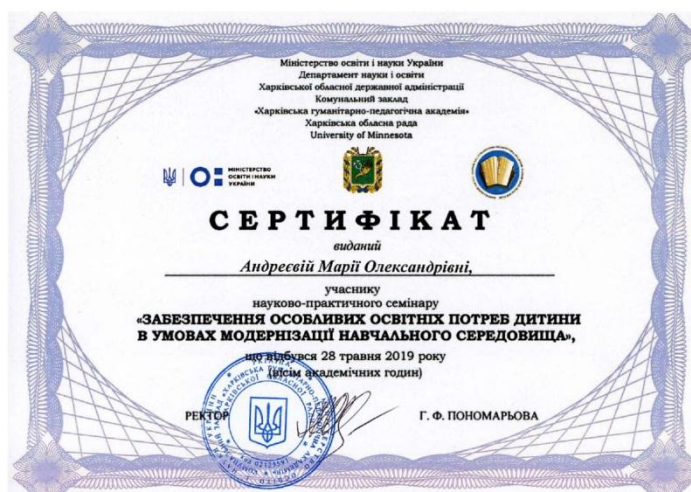 Міністерство освіти і науки України
Департамент науки і освіти
Харківської обласної державної адміністрації
Комунальний заклад
«Харківська гуманітарно-педагогічна академія»
Харківська обласна рада
University of Minnesota
МІНІСТЕРСТВО
ОСВІТИ І НАУКИ
УКРАЇНИ
СЕРТИФІКАТ
виданий
Андреєвій Марії Олександрівні,
учаснику
науково-практичного семінару
«ЗАБЕЗПЕЧЕННЯ ОСОБЛИВИХ ОСВІТНІХ ПОТРЕБ ДИТИНИ
В УМОВАХ МОДЕРНІЗАЦІЇ НАВЧАЛЬНОГО СЕРЕДОВИЩА»,
що відбувся 28 травня 2019 року
(вісім академічних годин)
РЕКТОР
Г. Ф. ПОНОМАРЬОВА